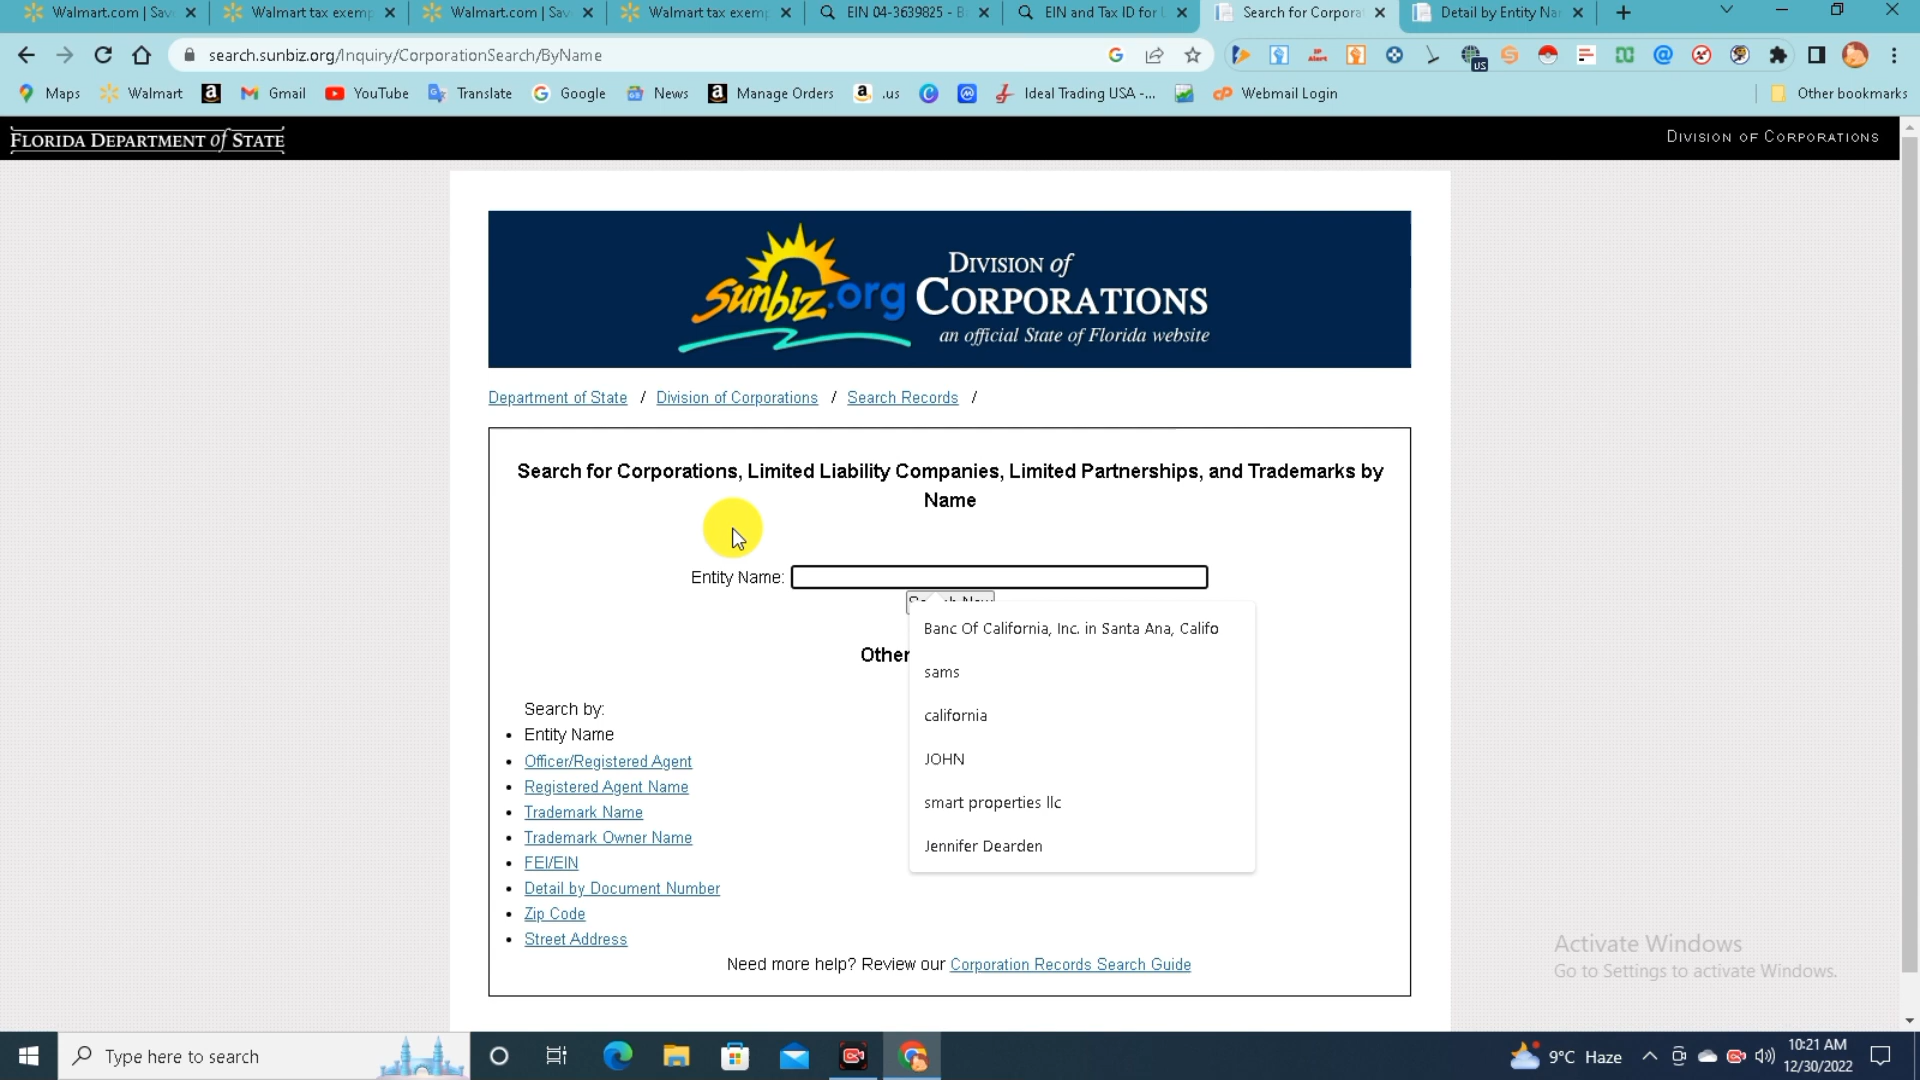 Walmart.com | Sav
Walmart tax exemp
Walmart.com | Sav
Walmart tax exemp
EIN 04-3639825 - B
EIN and Tax ID for
Search for Corporat
Detail by Entity Na
search.sunbiz.org/Inquiry/CorporationSearch/ByName
Maps
Walmart
Gmail
YouTube
Translate
Google
News
Manage Orders
.us
Ideal Trading USA -...
Webmail Login
Other bookmarks
FLORIDA DEPARTMENT of STATE
DIVISION OF CORPORATIONS
sunbiz.org
DIVISION of
CORPORATIONS
an official State of Florida website
Department of State / Division of Corporations / Search Records /
Search for Corporations, Limited Liability Companies, Limited Partnerships, and Trademarks by
Name
Entity Name:
Search Now
Banc Of California, Inc. in Santa Ana, Califo
sams
california
JOHN
smart properties llc
Jennifer Dearden
Other
Search by:
• Entity Name
• Officer/Registered Agent
• Registered Agent Name
• Trademark Name
• Trademark Owner Name
• FEI/EIN
• Detail by Document Number
• Zip Code
• Street Address
Need more help? Review our Corporation Records Search Guide
Activate Windows
Go to Settings to activate Windows.
Type here to search
9°C Haze
10:21 AM
12/30/2022